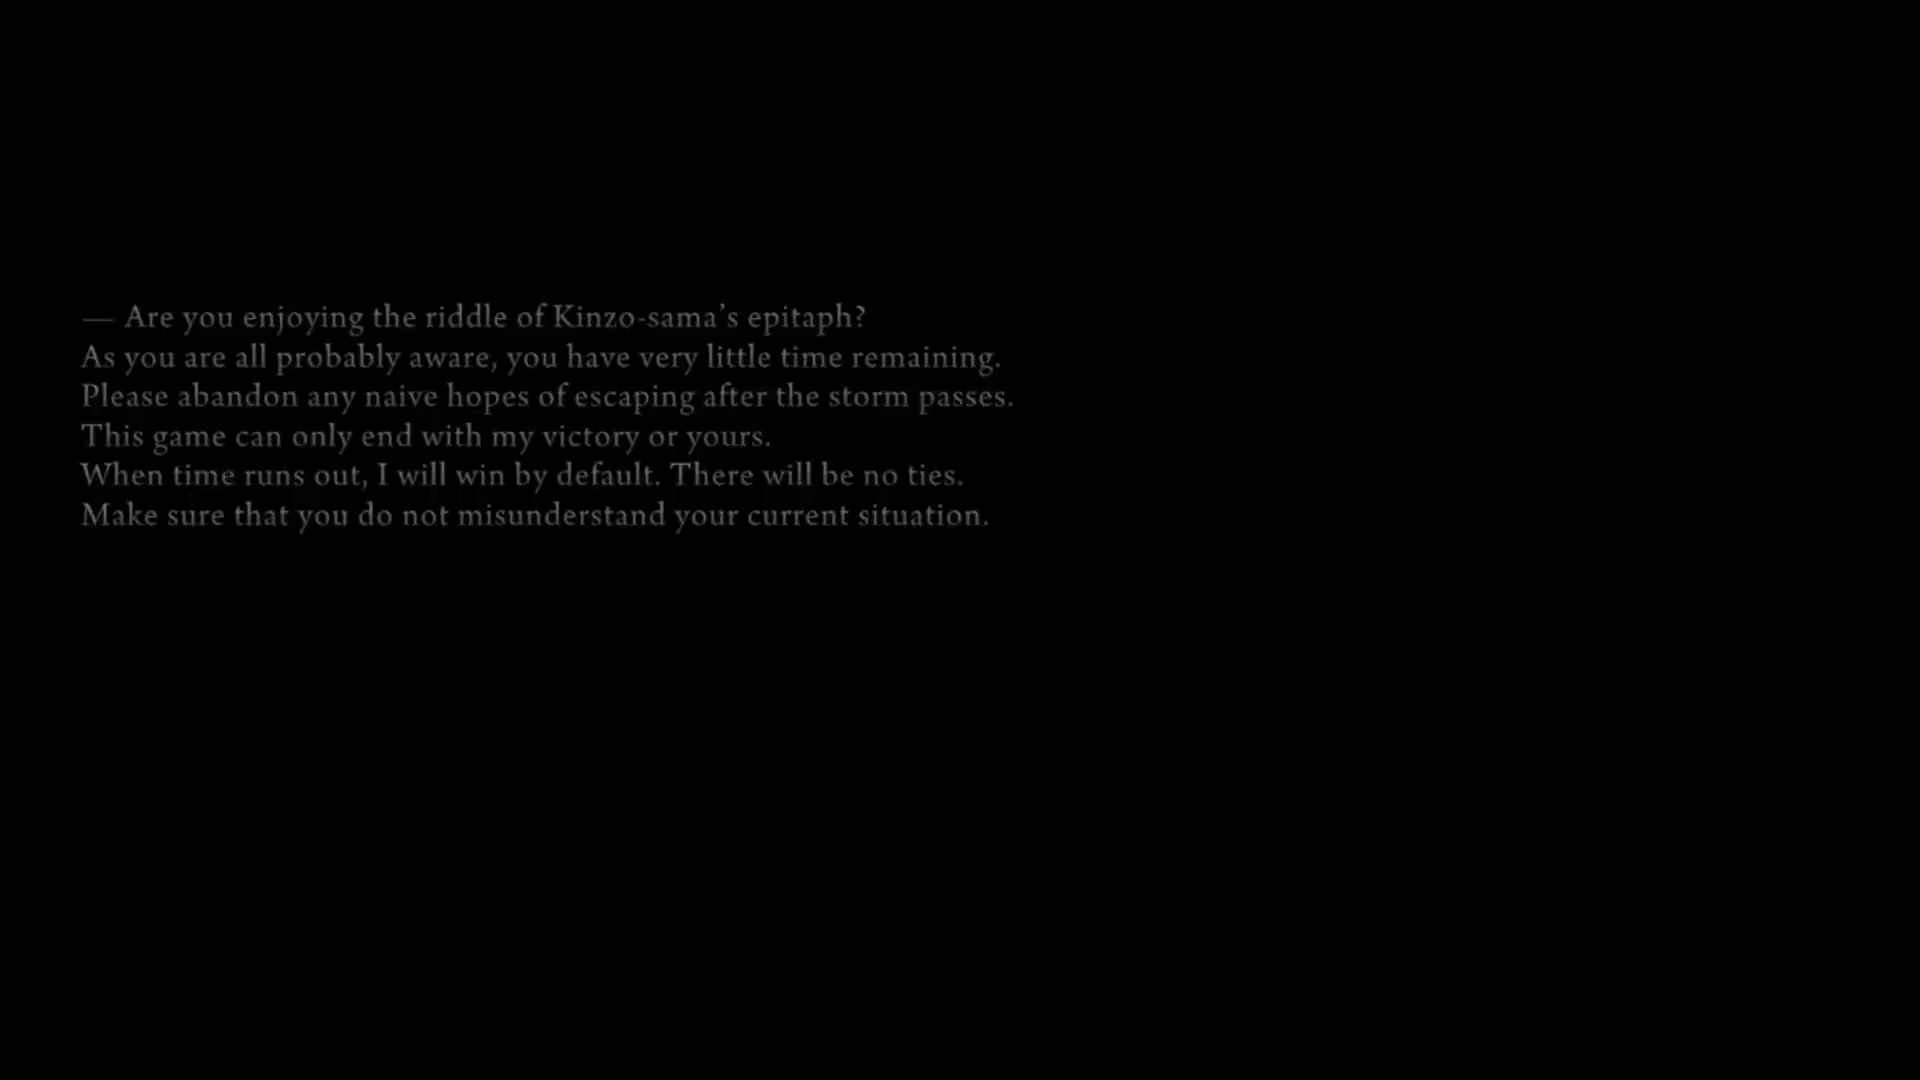 — Are you enjoying the riddle of Kinzo-sama’s epitaph?
As you are all probably aware, you have very little time remaining.
Please abandon any naive hopes of escaping after the storm passes.
This game can only end with my victory or yours.
When time runs out, I will win by default. There will be no ties.
Make sure that you do not misunderstand your current situation.